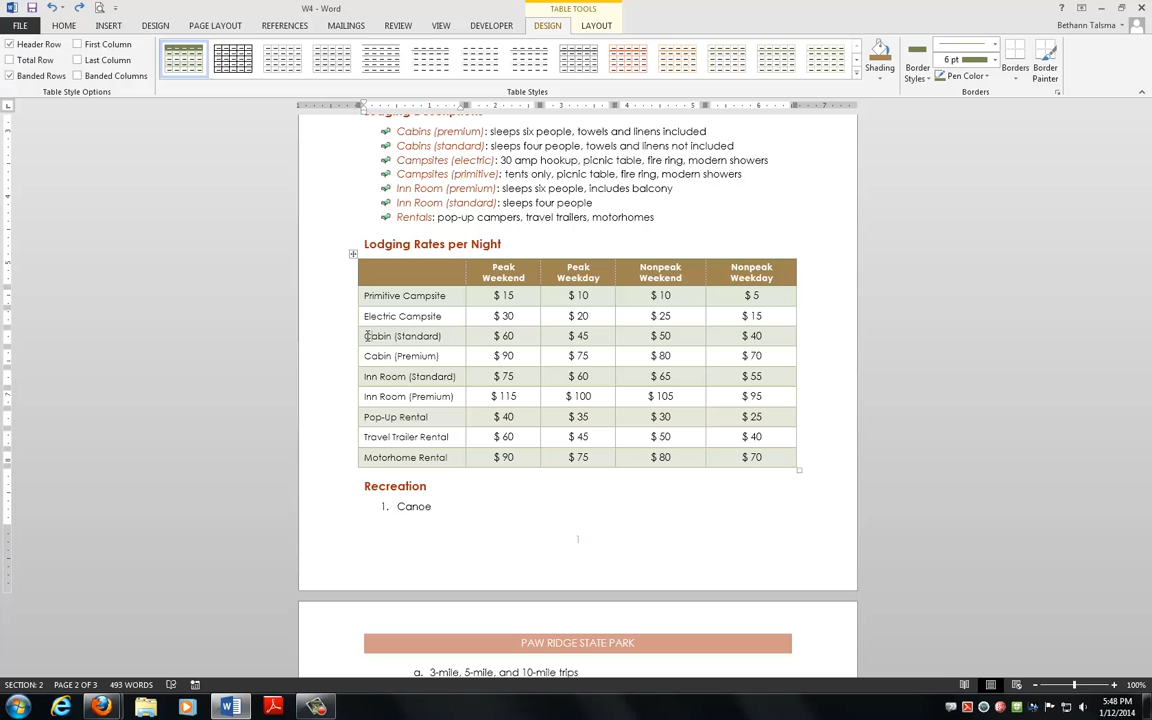 W4 - Word
TABLE TOOLS
FILE HOME INSERT DESIGN PAGE LAYOUT REFERENCES MAILINGS REVIEW VIEW DEVELOPER DESIGN LAYOUT
Bethann Talsma
Header Row First Column
Total Row Last Column
Banded Rows Banded Columns
Table Style Options
Table Styles
Shading
Border Styles
6 pt
Pen Color
Borders
Border Painter
Borders
1 1 2 3 4 5 6 7
Lodging Descriptions
Cabins (premium): sleeps six people, towels and linens included
Cabins (standard): sleeps four people, towels and linens not included
Campsites (electric): 30 amp hookup, picnic table, fire ring, modern showers
Campsites (primitive): tents only, picnic table, fire ring, modern showers
Inn Room (premium): sleeps six people, includes balcony
Inn Room (standard): sleeps four people
Rentals: pop-up campers, travel trailers, motorhomes
Lodging Rates per Night
Peak Weekend Peak Weekday Nonpeak Weekend Nonpeak Weekday
Primitive Campsite $ 15 $ 10 $ 10 $ 5
Electric Campsite $ 30 $ 20 $ 25 $ 15
Cabin (Standard) $ 60 $ 45 $ 50 $ 40
Cabin (Premium) $ 90 $ 75 $ 80 $ 70
Inn Room (Standard) $ 75 $ 60 $ 65 $ 55
Inn Room (Premium) $ 115 $ 100 $ 105 $ 95
Pop-Up Rental $ 40 $ 35 $ 30 $ 25
Travel Trailer Rental $ 60 $ 45 $ 50 $ 40
Motorhome Rental $ 90 $ 75 $ 80 $ 70
Recreation
1. Canoe
1
PAW RIDGE STATE PARK
a. 3-mile, 5-mile, and 10-mile trips
SECTION: 2 PAGE 2 OF 3 493 WORDS
100%
5:48 PM
1/12/2014